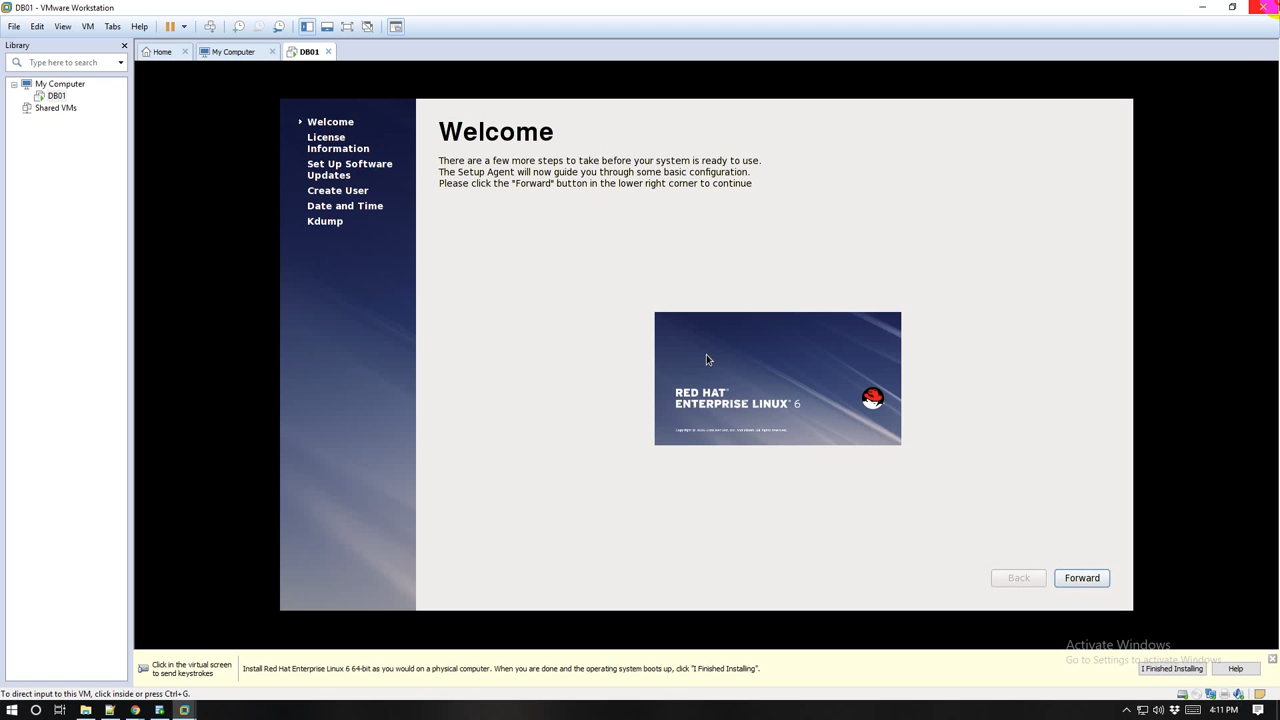 DB01 - VMware Workstation
File Edit View VM Tabs Help
Library
Type here to search
My Computer
DB01
Shared VMs
Home
My Computer
DB01
Welcome
License
Information
Set Up Software
Updates
Create User
Date and Time
Kdump
Welcome
There are a few more steps to take before your system is ready to use.
The Setup Agent will now guide you through some basic configuration.
Please click the "Forward" button in the lower right corner to continue
RED HAT
ENTERPRISE LINUX 6
Back
Forward
Activate Windows
Go to Settings to activate Windows.
Click in the virtual screen
to send keystrokes
Install Red Hat Enterprise Linux 6 64-bit as you would on a physical computer. When you are done and the operating system boots up, click "I Finished Installing".
I Finished Installing
Help
To direct input to this VM, click inside or press Ctrl+G.
4:11 PM